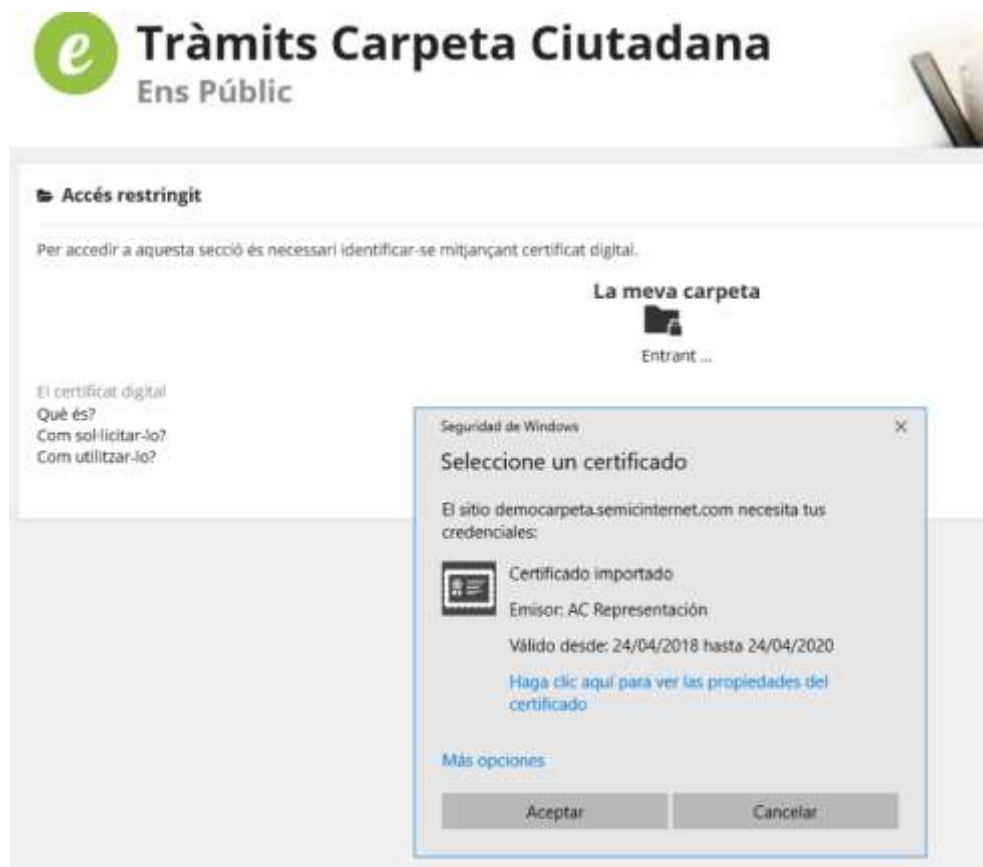 e
Tràmits Carpeta Ciutadana
Ens Públic
Accés restringit
Per accedir a aquesta secció és necessari identificar-se mitjançant certificat digital.
La meva carpeta
Entrant ...
El certificat digital
Què és?
Com sol·licitar-lo?
Com utilitzar-lo?
Seguridad de Windows
Seleccione un certificado
El sitio democarpeta.semicinternet.com necesita tus
credenciales:
Certificado importado
Emisor: AC Representación
Válido desde: 24/04/2018 hasta 24/04/2020
Haga clic aquí para ver las propiedades del
certificado
Más opciones
Aceptar
Cancelar